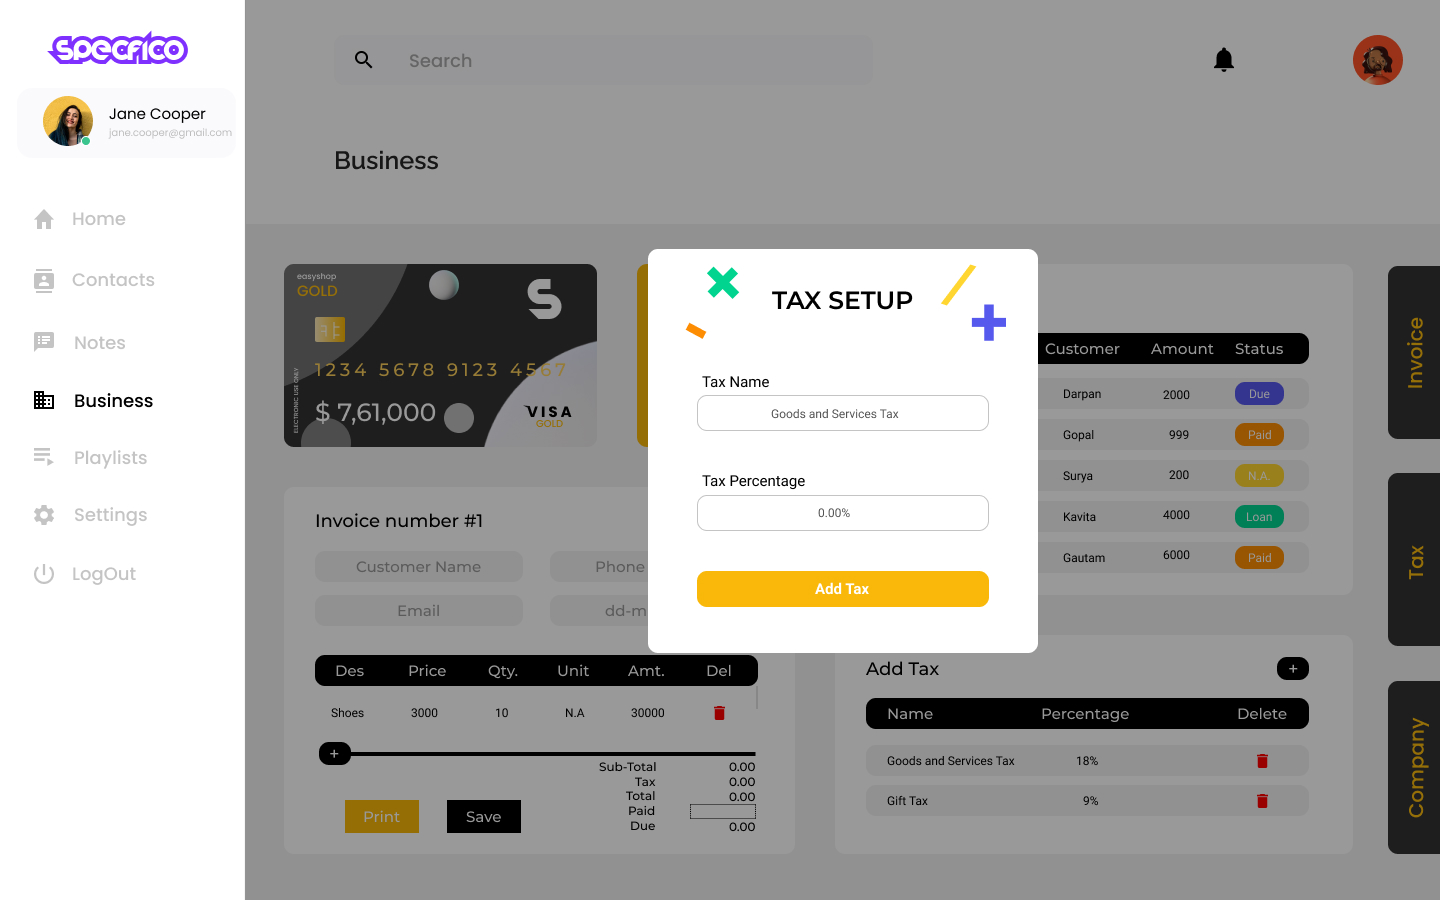 specfico
Jane Cooper
jane.cooper@gmail.com
Home
Contacts
Notes
Business
Playlists
Settings
LogOut
Search
Business
easyshop
GOLD
S
1234 5678 9123 4567
ELECTRONIC USE ONLY
$ 7,61,000
VISA
GOLD
TAX SETUP
Tax Name
Goods and Services Tax
Tax Percentage
0.00%
Add Tax
Customer Amount Status
Darpan 2000 Due
Gopal 999 Paid
Surya 200 N.A.
Kavita 4000 Loan
Gautam 6000 Paid
Invoice
Tax
Company
Invoice number #1
Customer Name Phone
Email dd-m
Des Price Qty. Unit Amt. Del
Shoes 3000 10 N.A 30000
+
Sub-Total 0.00
Tax 0.00
Total 0.00
Paid
Due 0.00
Print Save
Add Tax +
Name Percentage Delete
Goods and Services Tax 18%
Gift Tax 9%